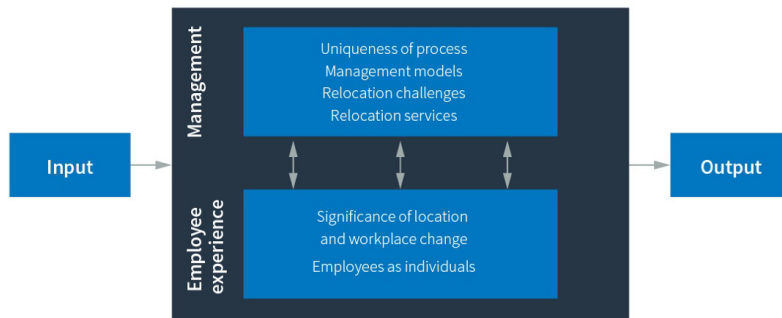 Input
Management
Uniqueness of process
Management models
Relocation challenges
Relocation services
Employee
experience
Significance of location
and workplace change
Employees as individuals
Output